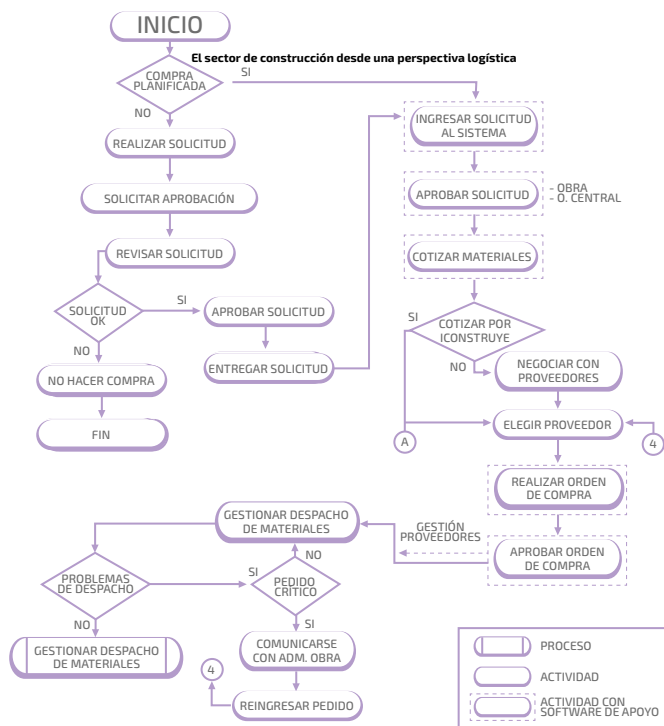 INICIO
El sector de construcción desde una perspectiva logística
COMPRA
PLANIFICADA
SI
NO
REALIZAR SOLICITUD
SOLICITAR APROBACIÓN
REVISAR SOLICITUD
SOLICITUD
OK
SI
NO
APROBAR SOLICITUD
ENTREGAR SOLICITUD
NO HACER COMPRA
FIN
INGRESAR SOLICITUD
AL SISTEMA
APROBAR SOLICITUD
- OBRA
- O. CENTRAL
COTIZAR MATERIALES
SI
COTIZAR POR
ICONSTRUYE
NO
NEGOCIAR CON
PROVEEDORES
A
ELEGIR PROVEEDOR
4
REALIZAR ORDEN
DE COMPRA
APROBAR ORDEN
DE COMPRA
GESTIÓN
PROVEEDORES
GESTIONAR DESPACHO
DE MATERIALES
NO
PROBLEMAS
DE DESPACHO
SI
PEDIDO
CRÍTICO
NO
SI
GESTIONAR DESPACHO
DE MATERIALES
COMUNICARSE
CON ADM. OBRA
4
REINGRESAR PEDIDO
PROCESO
ACTIVIDAD
ACTIVIDAD CON
SOFTWARE DE APOYO